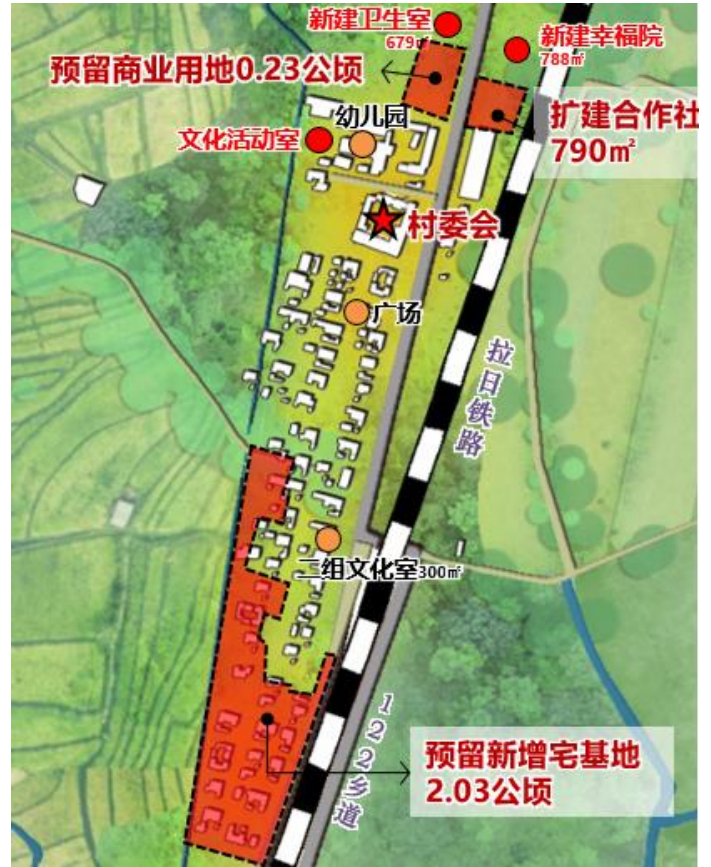 新建卫生室
679㎡
新建幸福院
788㎡
预留商业用地0.23公顷
扩建合作社
790㎡
幼儿园
文化活动室
村委会
广场
拉日铁路
二组文化室300㎡
122乡道
预留新增宅基地
2.03公顷